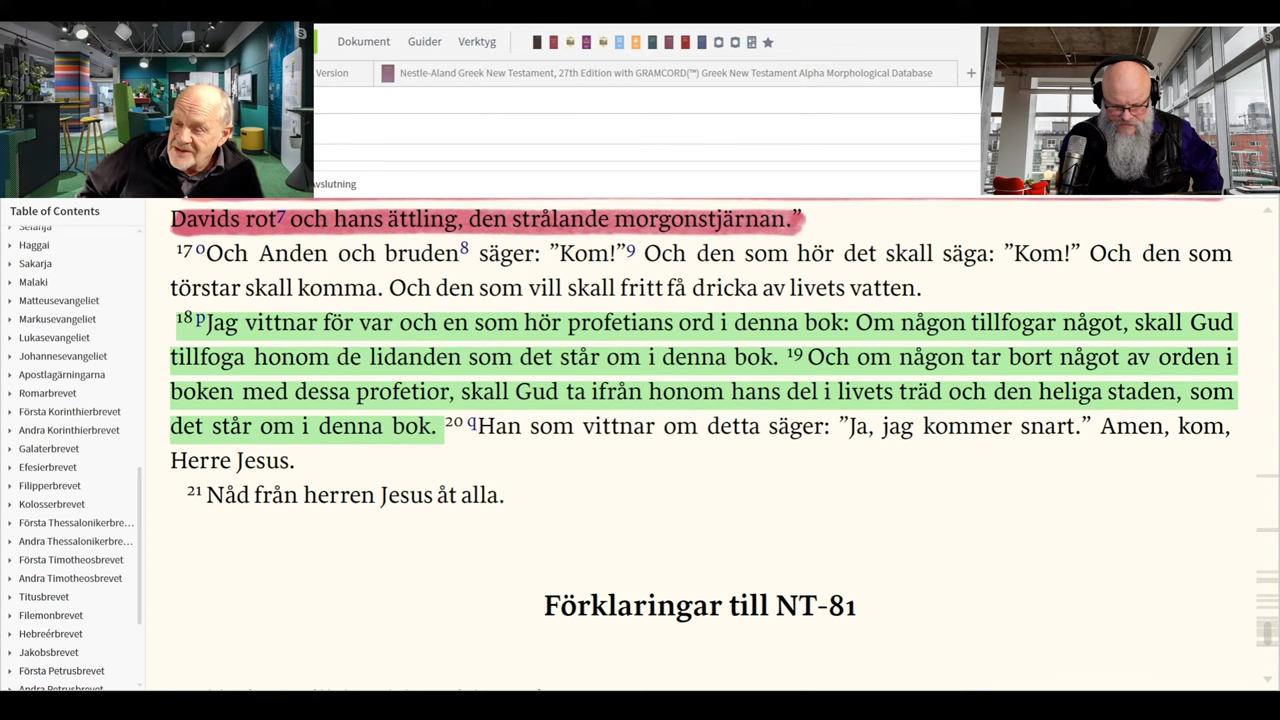 Dokument Guider Verktyg
Version
Nestle-Aland Greek New Testament, 27th Edition with GRAMCORD(™) Greek New Testament Alpha Morphological Database
Avslutning
Table of Contents
Sefanja
Haggai
Sakarja
Malaki
Matteusevangeliet
Markusevangeliet
Lukasevangeliet
Johannesevangeliet
Apostlagärningarna
Romarbrevet
Första Korinthierbrevet
Andra Korinthierbrevet
Galaterbrevet
Efesierbrevet
Filipperbrevet
Kolosserbrevet
Första Thessalonikerbre...
Andra Thessalonikerbre...
Första Timotheosbrevet
Andra Timotheosbrevet
Titusbrevet
Filemonbrevet
Hebreérbrevet
Jakobsbrevet
Första Petrusbrevet
Andra Petrusbrevet
Davids rot7 och hans ättling, den strålande morgonstjärnan.”
17 oOch Anden och bruden8 säger: ”Kom!”9 Och den som hör det skall säga: ”Kom!” Och den som
törstar skall komma. Och den som vill skall fritt få dricka av livets vatten.
18 pJag vittnar för var och en som hör profetians ord i denna bok: Om någon tillfogar något, skall Gud
tillfoga honom de lidanden som det står om i denna bok. 19 Och om någon tar bort något av orden i
boken med dessa profetior, skall Gud ta ifrån honom hans del i livets träd och den heliga staden, som
det står om i denna bok. 20 qHan som vittnar om detta säger: ”Ja, jag kommer snart.” Amen, kom,
Herre Jesus.
21 Nåd från herren Jesus åt alla.
Förklaringar till NT-81